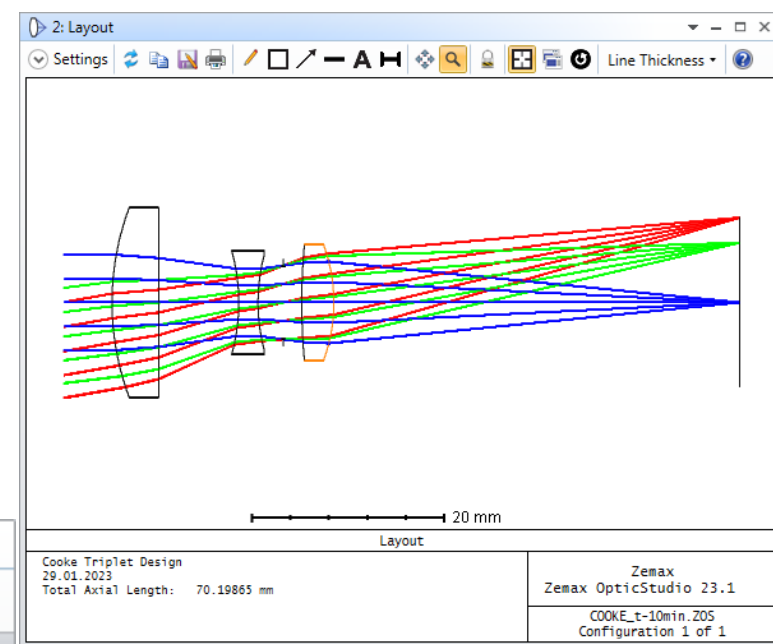 2: Layout
Settings
A
Line Thickness
20 mm
Layout
Cooke Triplet Design
29.01.2023
Total Axial Length: 70.19865 mm
Zemax
Zemax OpticStudio 23.1
COOKE_t-10min.ZOS
Configuration 1 of 1